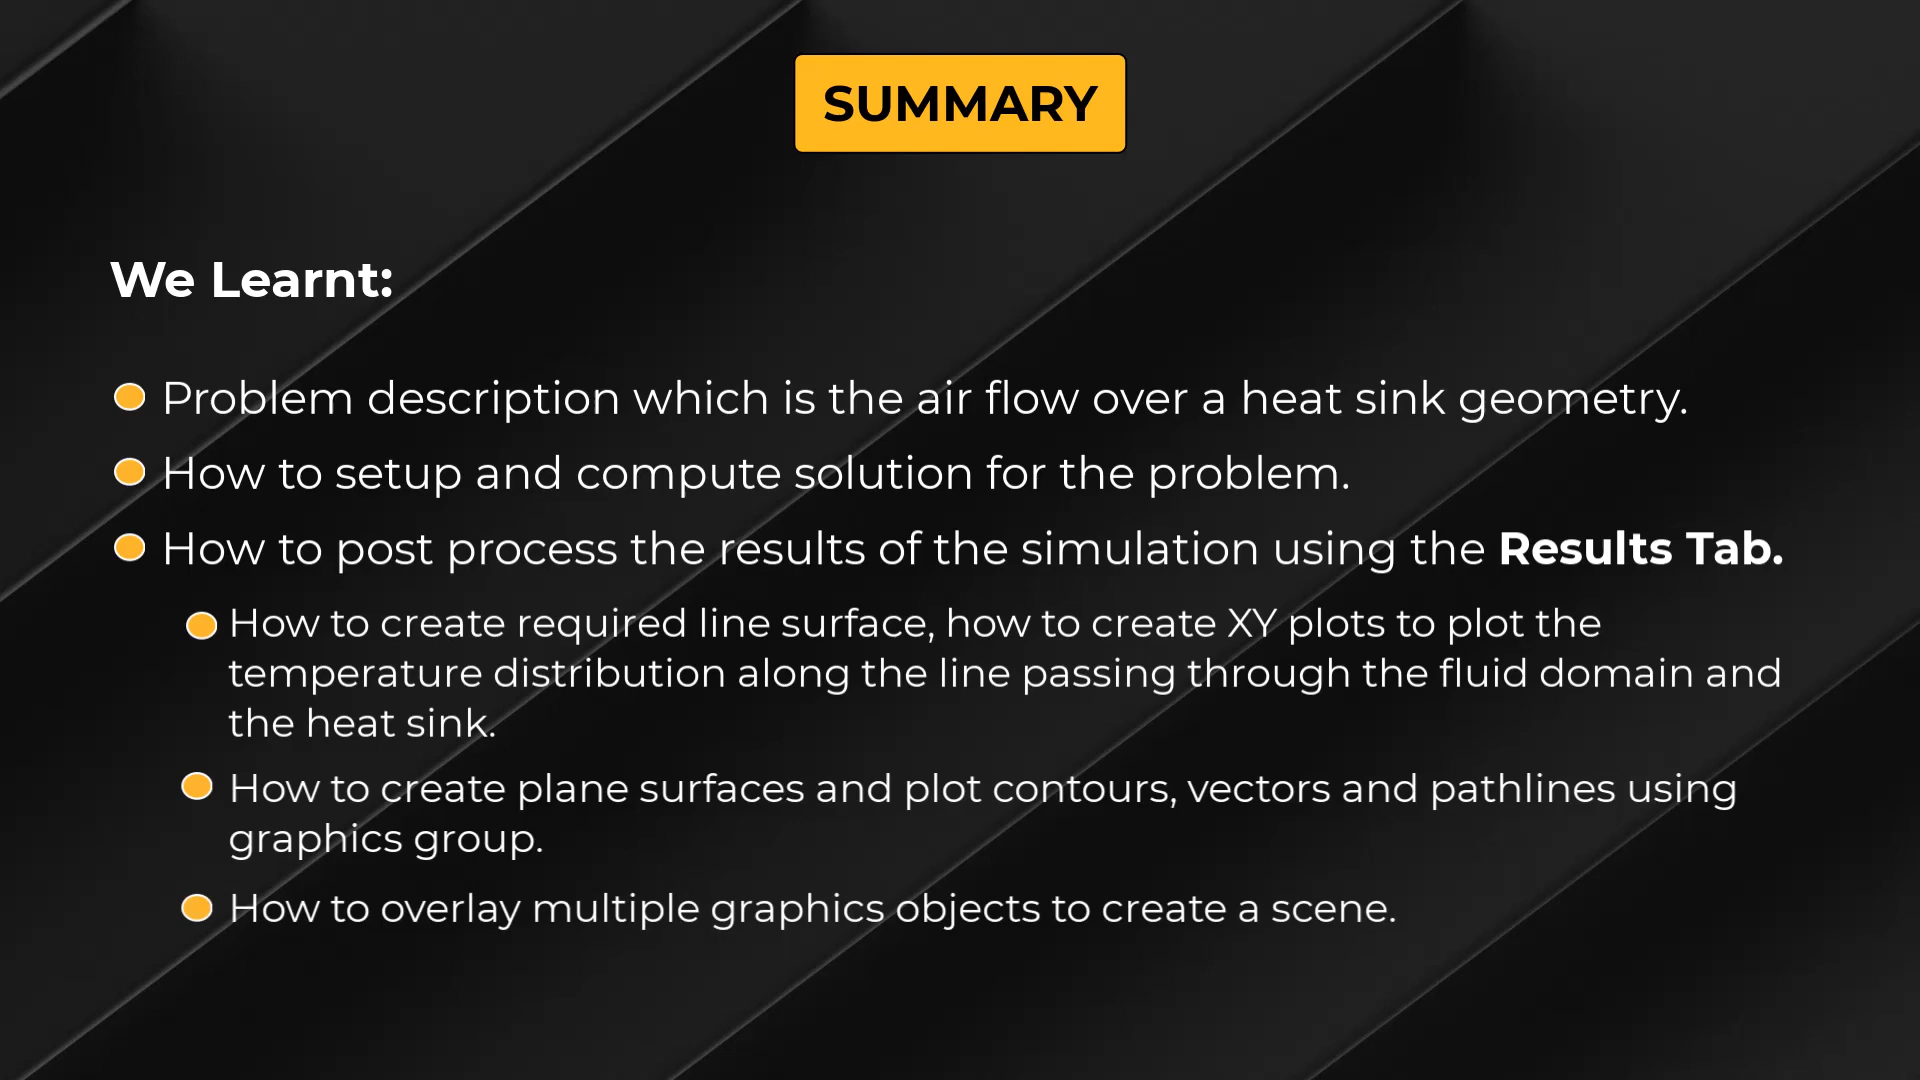 SUMMARY
We Learnt:
Problem description which is the air flow over a heat sink geometry.
How to setup and compute solution for the problem.
How to post process the results of the simulation using the Results Tab.
How to create required line surface, how to create XY plots to plot the
temperature distribution along the line passing through the fluid domain and
the heat sink.
How to create plane surfaces and plot contours, vectors and pathlines using
graphics group.
How to overlay multiple graphics objects to create a scene.